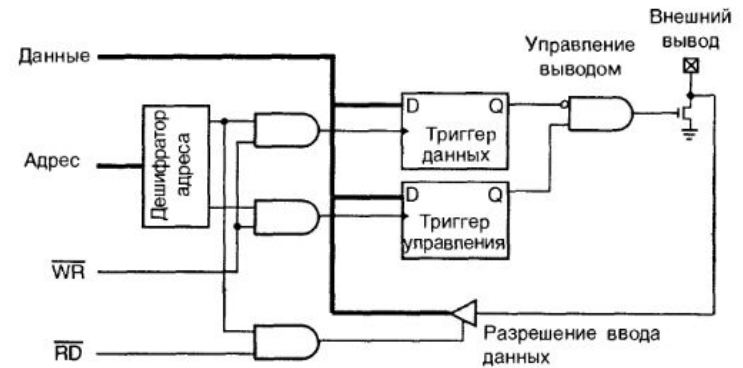 Внешний
вывод
Управление
выводом
Данные
D Q
Триггер
данных
Адрес
Дешифратор
адреса
D Q
Триггер
управления
WR
RD
Разрешение ввода
данных